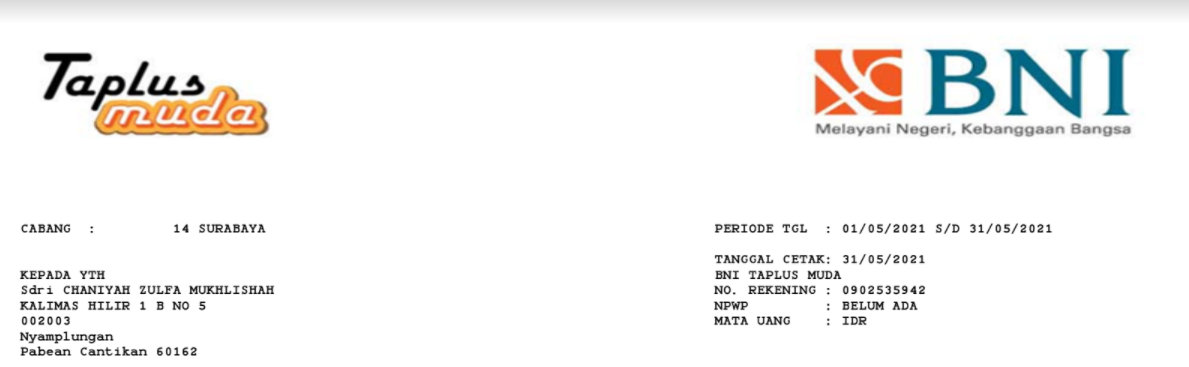 Taplus
muda
BNI
Melayani Negeri, Kebanggaan Bangsa
CABANG : 14 SURABAYA
PERIODE TGL : 01/05/2021 S/D 31/05/2021
TANGGAL CETAK: 31/05/2021
KEPADA YTH
BNI TAPLUS MUDA
Sdri CHANIYAH ZULFA MUKHLISHAH
NO. REKENING : 0902535942
KALIMAS HILIR 1 B NO 5
NPWP : BELUM ADA
002003
MATA UANG : IDR
Nyamplungan
Pabean Cantikan 60162